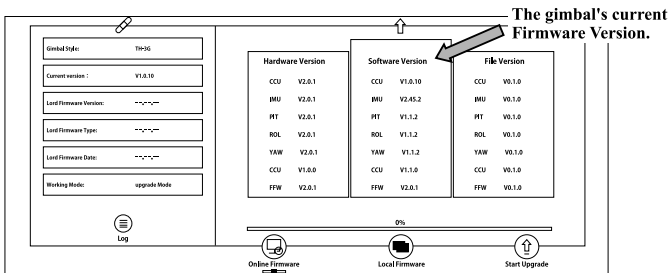 The gimbal's current
Firmware Version.
Gimbal Style: TH-3G
Current version： V1.0.10
Lord Firmware Version: --,--,--
Lord Firmware Type: --,--,--
Lord Firmware Date: --,--,--
Working Mode: upgrade Mode
Log
Hardware Version
CCU V2.0.1
IMU V2.0.1
PIT V2.0.1
ROL V2.0.1
YAW V2.0.1
CCU V1.0.0
FFW V2.0.1
Software Version
CCU V1.0.10
IMU V2.45.2
PIT V1.1.2
ROL V1.1.2
YAW V1.1.2
CCU V1.1.0
FFW V2.0.1
File Version
CCU V0.1.0
IMU V0.1.0
PIT V0.1.0
ROL V0.1.0
YAW V0.1.0
CCU V0.1.0
FFW V0.1.0
0%
Online Firmware
Local Firmware
Start Upgrade